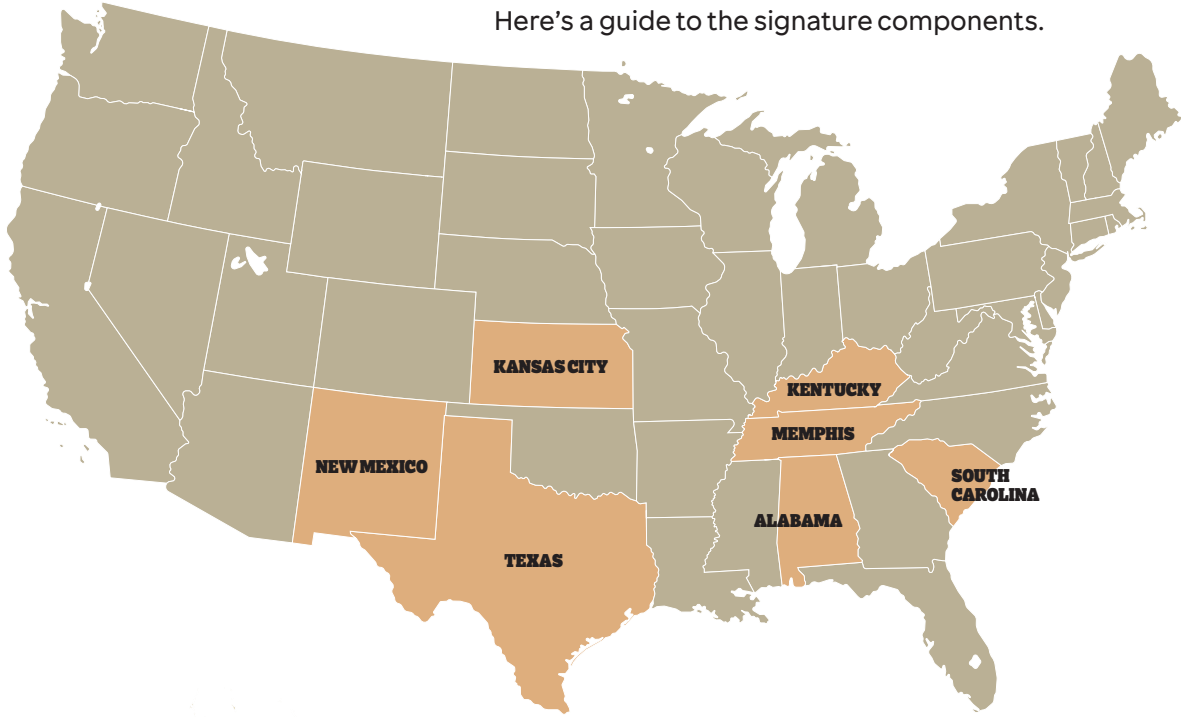 Here’s a guide to the signature components.
KANSAS CITY
KENTUCKY
MEMPHIS
NEW MEXICO
SOUTH
CAROLINA
ALABAMA
TEXAS